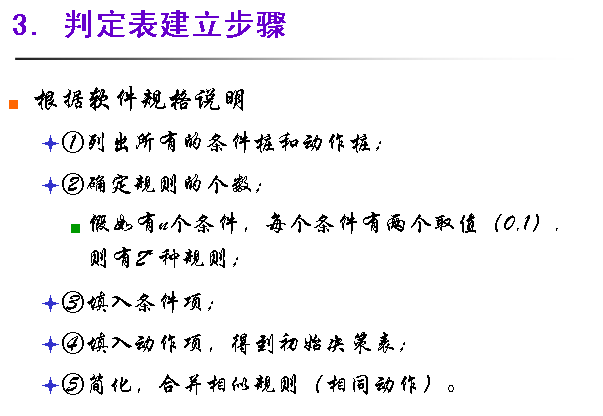 3. 判定表建立步骤
根据软件规格说明
①列出所有的条件桩和动作桩;
②确定规则的个数;
假如有n个条件, 每个条件有两个取值(0,1),
则有2ⁿ种规则;
③填入条件项;
④填入动作项, 得到初始决策表;
⑤简化, 合并相似规则(相同动作)。